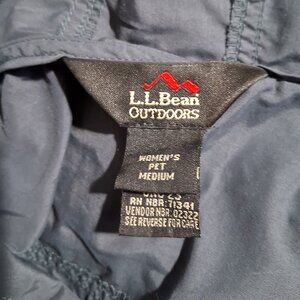 L.L.Bean
OUTDOORS
WOMEN'S
PET
MEDIUM
RN NBR: 71341
VENDOR NBR. 02322
SEE REVERSE FOR CARE